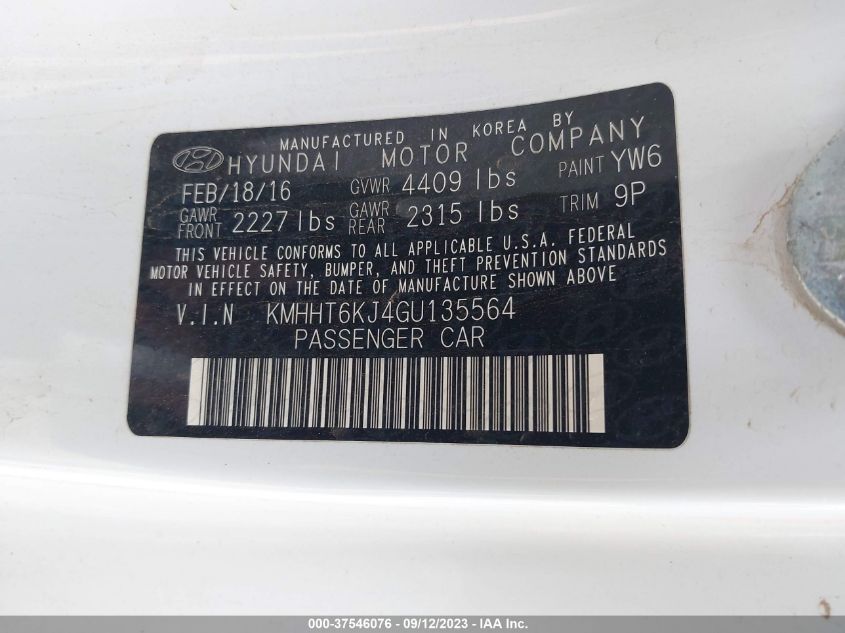 MANUFACTURED IN KOREA BY
HYUNDAI MOTOR COMPANY
FEB/18/16 GVWR 4409 lbs PAINT YW6
GAWR FRONT 2227 lbs GAWR REAR 2315 lbs TRIM 9P
THIS VEHICLE CONFORMS TO ALL APPLICABLE U.S.A. FEDERAL
MOTOR VEHICLE SAFETY, BUMPER, AND THEFT PREVENTION STANDARDS
IN EFFECT ON THE DATE OF MANUFACTURE SHOWN ABOVE
V.I.N KMHHT6KJ4GU135564
PASSENGER CAR
000-37546076 - 09/12/2023 - IAA Inc.